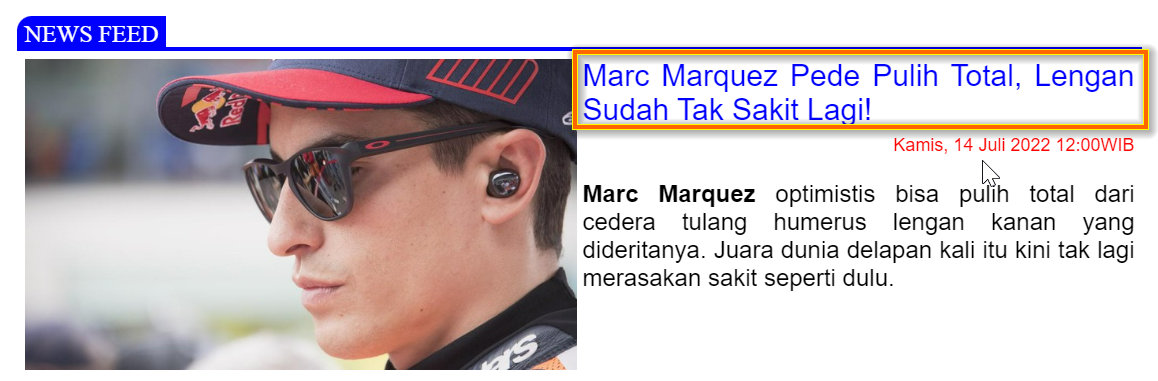 NEWS FEED
Marc Marquez Pede Pulih Total, Lengan
Sudah Tak Sakit Lagi!
Kamis, 14 Juli 2022 12:00WIB
Marc Marquez optimistis bisa pulih total dari
cedera tulang humerus lengan kanan yang
dideritanya. Juara dunia delapan kali itu kini tak lagi
merasakan sakit seperti dulu.
Red